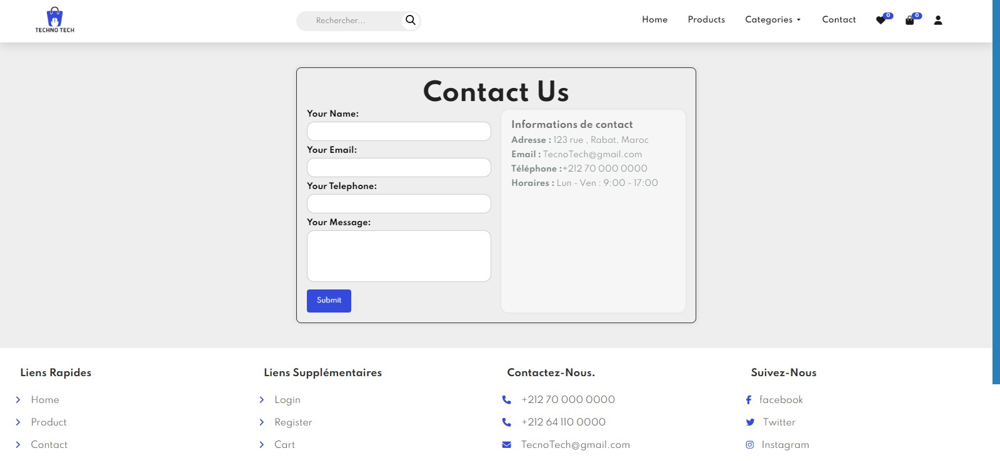 TECHNO TECH
Rechercher...
Home
Products
Categories
Contact
0
0
Contact Us
Your Name:
Your Email:
Your Telephone:
Your Message:
Submit
Informations de contact
Adresse : 123 rue , Rabat, Maroc
Email : TecnoTech@gmail.com
Téléphone :+212 70 000 0000
Horaires : Lun - Ven : 9:00 - 17:00
Liens Rapides
Home
Product
Contact
Liens Supplémentaires
Login
Register
Cart
Contactez-Nous.
+212 70 000 0000
+212 64 110 0000
TecnoTech@gmail.com
Suivez-Nous
facebook
Twitter
Instagram